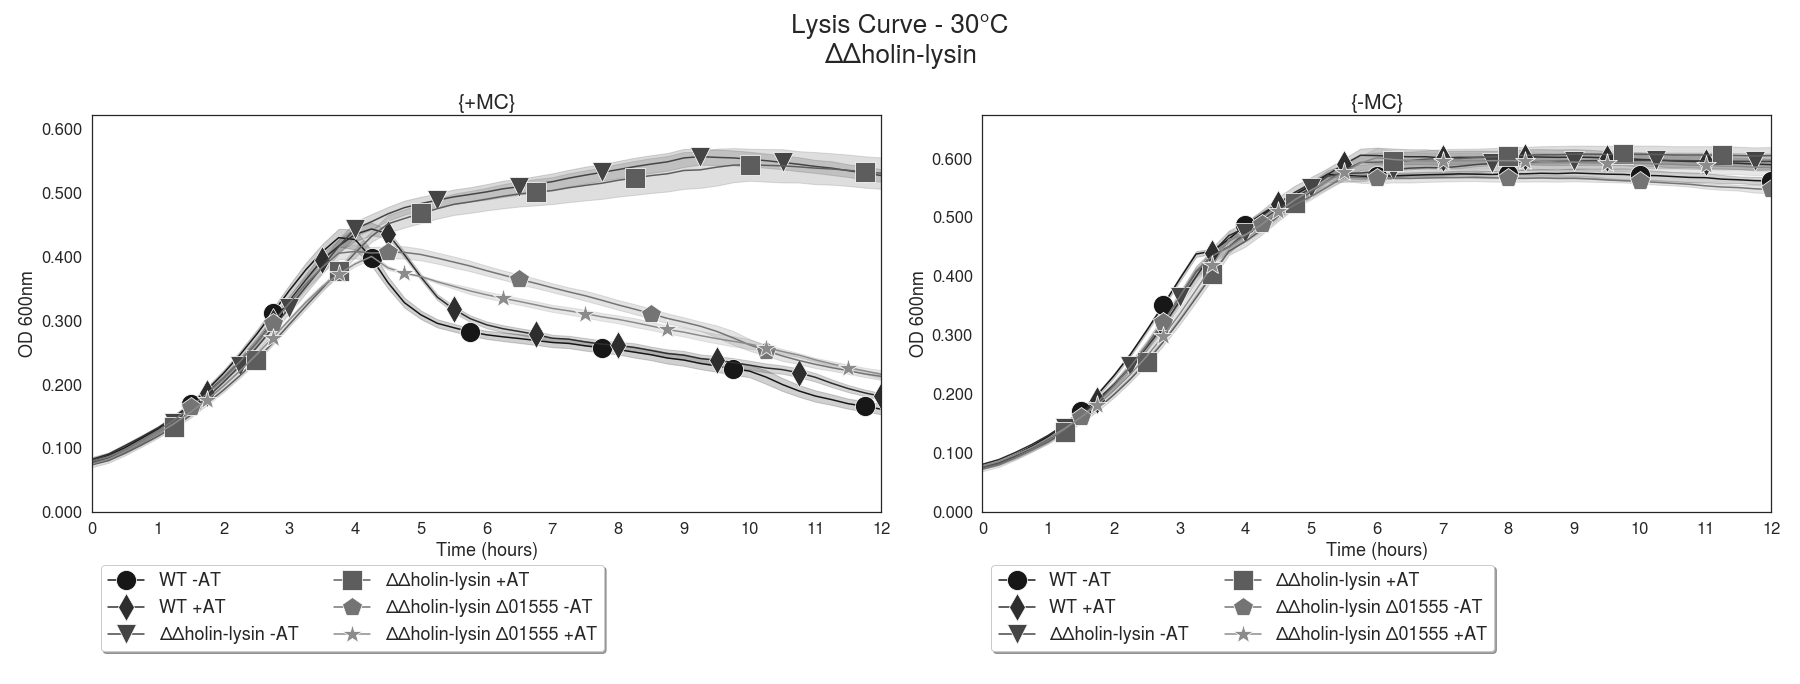 Lysis Curve - 30°C
ΔΔholin-lysin
{+MC}
0.600
0.500
0.400
0.300
0.200
0.100
0.000
OD 600nm
0 1 2 3 4 5 6 7 8 9 10 11 12
Time (hours)
WT -AT
WT +AT
ΔΔholin-lysin -AT
ΔΔholin-lysin +AT
ΔΔholin-lysin Δ01555 -AT
ΔΔholin-lysin Δ01555 +AT
{-MC}
0.600
0.500
0.400
0.300
0.200
0.100
0.000
OD 600nm
0 1 2 3 4 5 6 7 8 9 10 11 12
Time (hours)
WT -AT
WT +AT
ΔΔholin-lysin -AT
ΔΔholin-lysin +AT
ΔΔholin-lysin Δ01555 -AT
ΔΔholin-lysin Δ01555 +AT